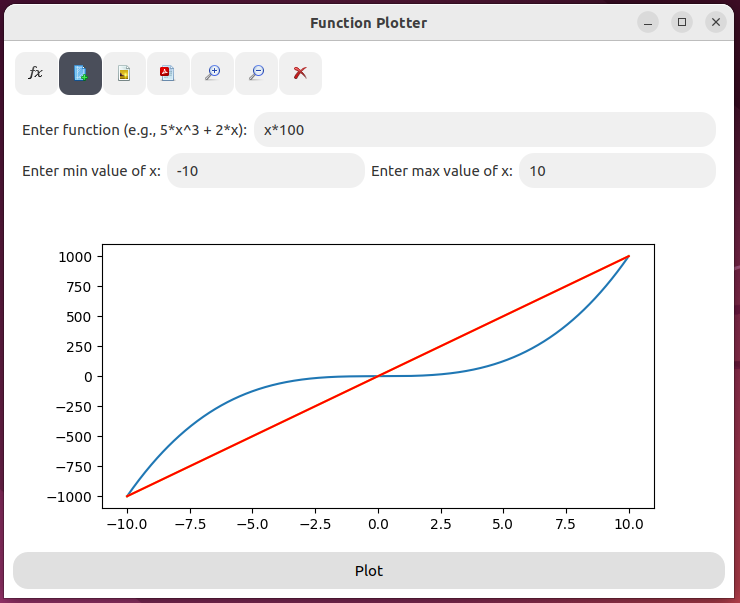 Function Plotter
fx
Enter function (e.g., 5*x^3 + 2*x): x*100
Enter min value of x: -10 Enter max value of x: 10
1000
750
500
250
0
−250
−500
−750
−1000
−10.0 −7.5 −5.0 −2.5 0.0 2.5 5.0 7.5 10.0
Plot